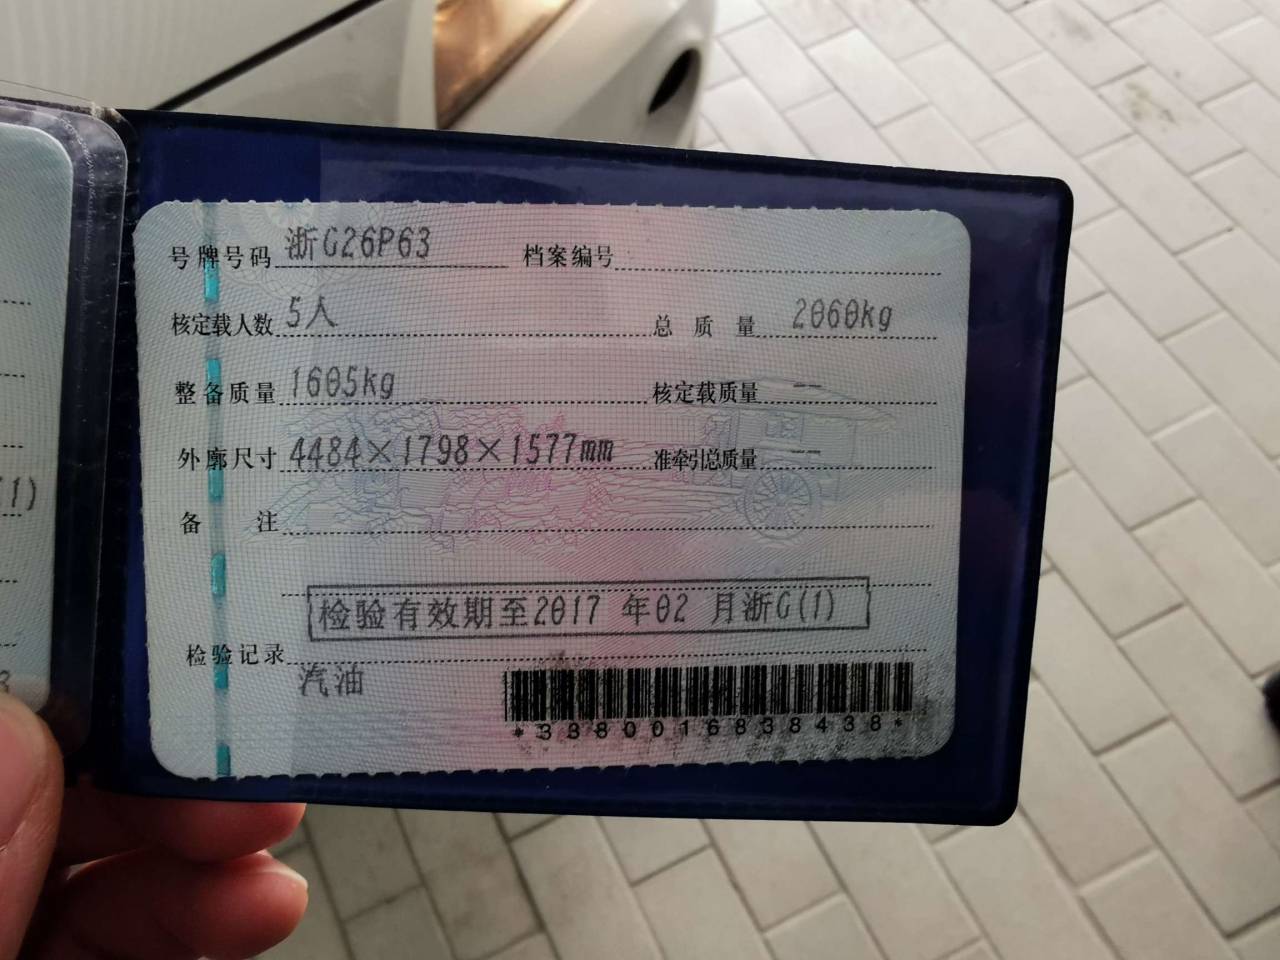 号牌号码 浙G26P63 档案编号
核定载人数 5人 总质量 2060kg
整备质量 1605kg 核定载质量 --
外廓尺寸 4484×1798×1577mm 准牵引总质量 --
(1)
备注
检验有效期至2017 年02 月浙G(1)
检验记录
汽油
*3380016838438*
3